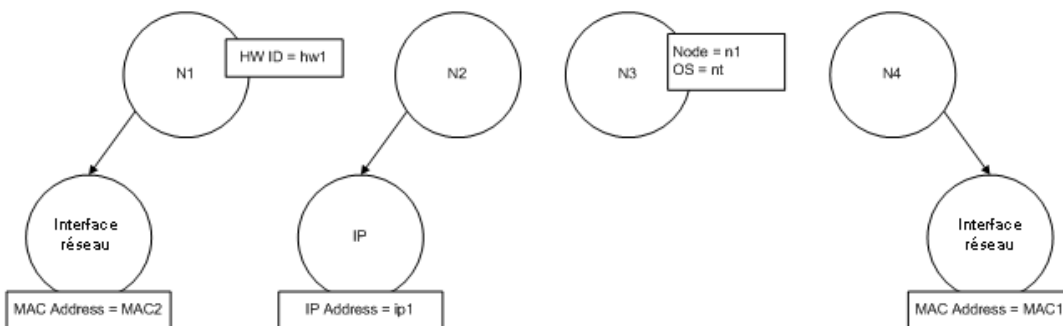 N1
HW ID = hw1
N2
N3
Node = n1
OS = nt
N4
Interface
réseau
IP
Interface
réseau
MAC Address = MAC2
IP Address = ip1
MAC Address = MAC1